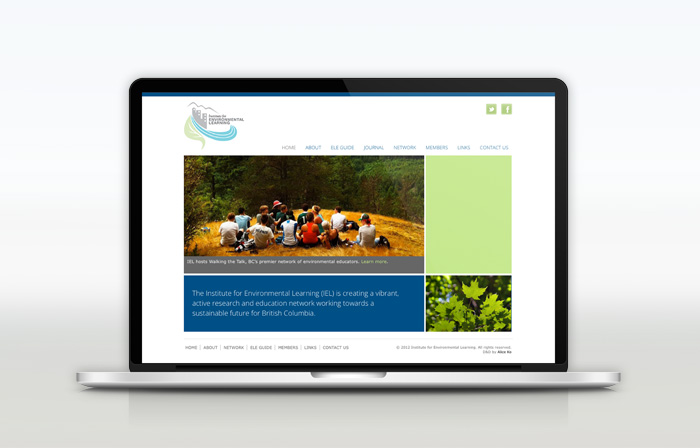 Institute for
ENVIRONMENTAL
LEARNING
HOME ABOUT ELE GUIDE JOURNAL NETWORK MEMBERS LINKS CONTACT US
IEL hosts Walking the Talk, BC's premier network of environmental educators. Learn more.
The Institute for Environmental Learning (IEL) is creating a vibrant,
active research and education network working towards a
sustainable future for British Columbia.
HOME | ABOUT | NETWORK | ELE GUIDE | MEMBERS | LINKS | CONTACT US
© 2013 Institute for Environmental Learning. All rights reserved.